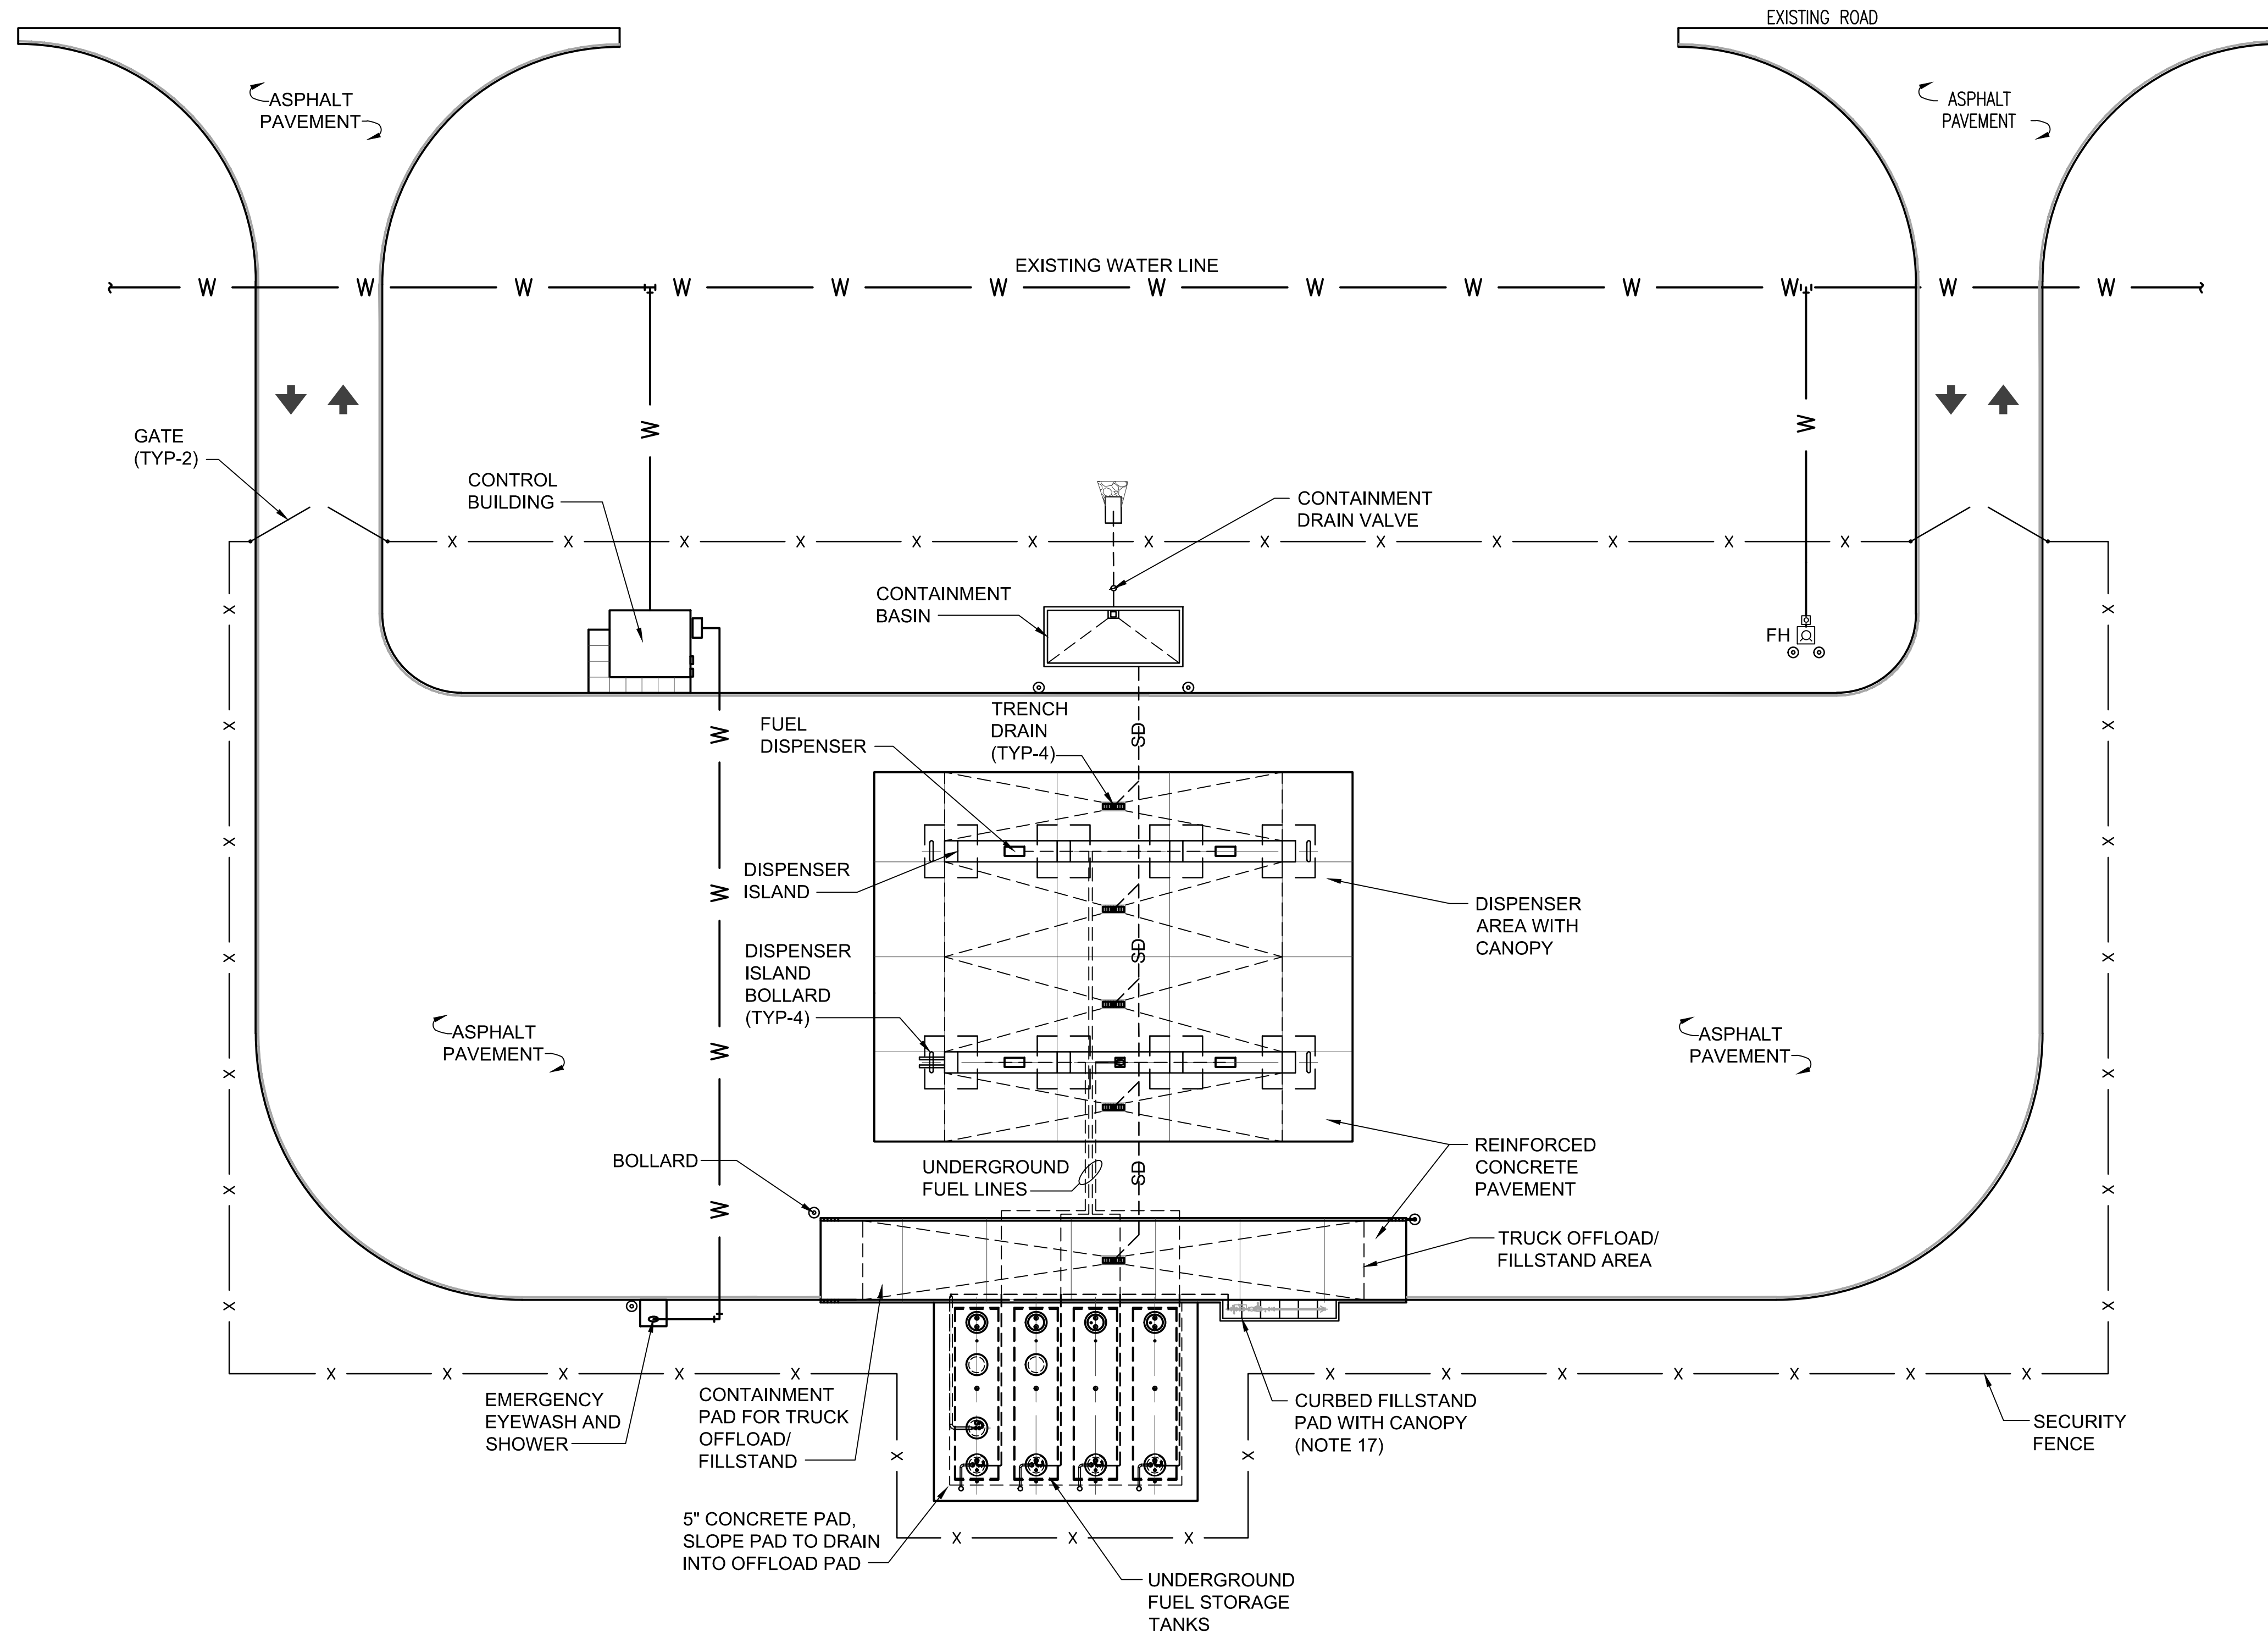 EXISTING ROAD
ASPHALT
PAVEMENT
ASPHALT
PAVEMENT
EXISTING WATER LINE
W W W W W W W W W W W W W
GATE
(TYP-2)
W
W
CONTROL
BUILDING
CONTAINMENT
DRAIN VALVE
X X X X X X X X X X X X X
CONTAINMENT
BASIN
X
X
FH
TRENCH
DRAIN
(TYP-4)
FUEL
DISPENSER
W
SD
X
X
X
X
DISPENSER
ISLAND
W
DISPENSER
AREA WITH
CANOPY
DISPENSER
ISLAND
BOLLARD
(TYP-4)
SD
X
X
ASPHALT
PAVEMENT
W
ASPHALT
PAVEMENT
X
X
BOLLARD
UNDERGROUND
FUEL LINES
SD
REINFORCED
CONCRETE
PAVEMENT
X
X
W
TRUCK OFFLOAD/
FILLSTAND AREA
X
X
X X X X X
X X X X X X X
EMERGENCY
EYEWASH AND
SHOWER
CONTAINMENT
PAD FOR TRUCK
OFFLOAD/
FILLSTAND
CURBED FILLSTAND
PAD WITH CANOPY
(NOTE 17)
SECURITY
FENCE
X
X
5" CONCRETE PAD,
SLOPE PAD TO DRAIN
INTO OFFLOAD PAD
X X X
UNDERGROUND
FUEL STORAGE
TANKS